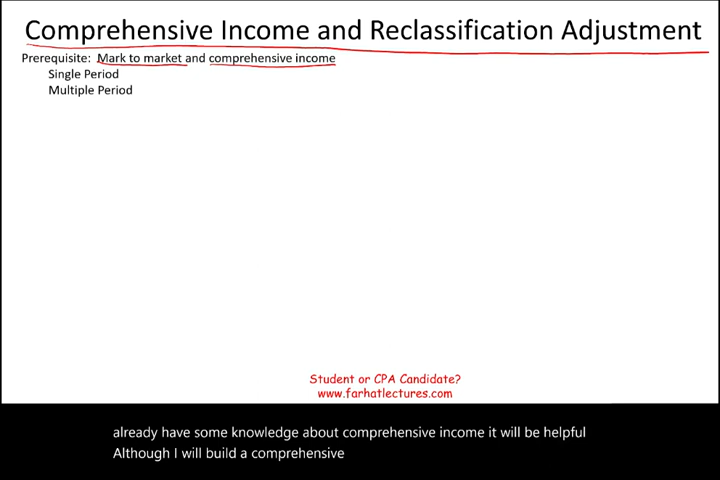 Comprehensive Income and Reclassification Adjustment
Prerequisite: Mark to market and comprehensive income
Single Period
Multiple Period
Student or CPA Candidate?
www.farhatlectures.com
already have some knowledge about comprehensive income it will be helpful
Although I will build a comprehensive